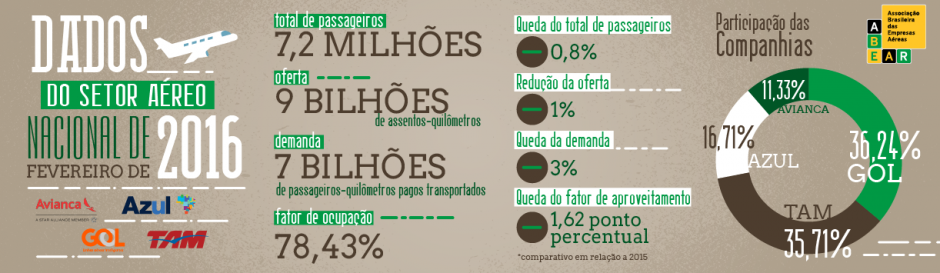 DADOS
DO SETOR AÉREO
NACIONAL DE
FEVEREIRO DE
2016
Avianca
A STAR ALLIANCE MEMBER
Azul
GOL
TAM
total de passageiros
7,2 MILHÕES
oferta
9 BILHÕES
de assentos-quilômetros
demanda
7 BILHÕES
de passageiros-quilômetros pagos transportados
fator de ocupação
78,43%
Queda do total de passageiros
0,8%
Redução da oferta
1%
Queda da demanda
3%
Queda do fator de aproveitamento
1,62 ponto
percentual
*comparativo em relação a 2015
Participação das
Companhias
11,33%
AVIANCA
16,71%
AZUL
36,24%
GOL
TAM
35,71%
ABEAR
Associação
Brasileira
das
Empresas
Aéreas